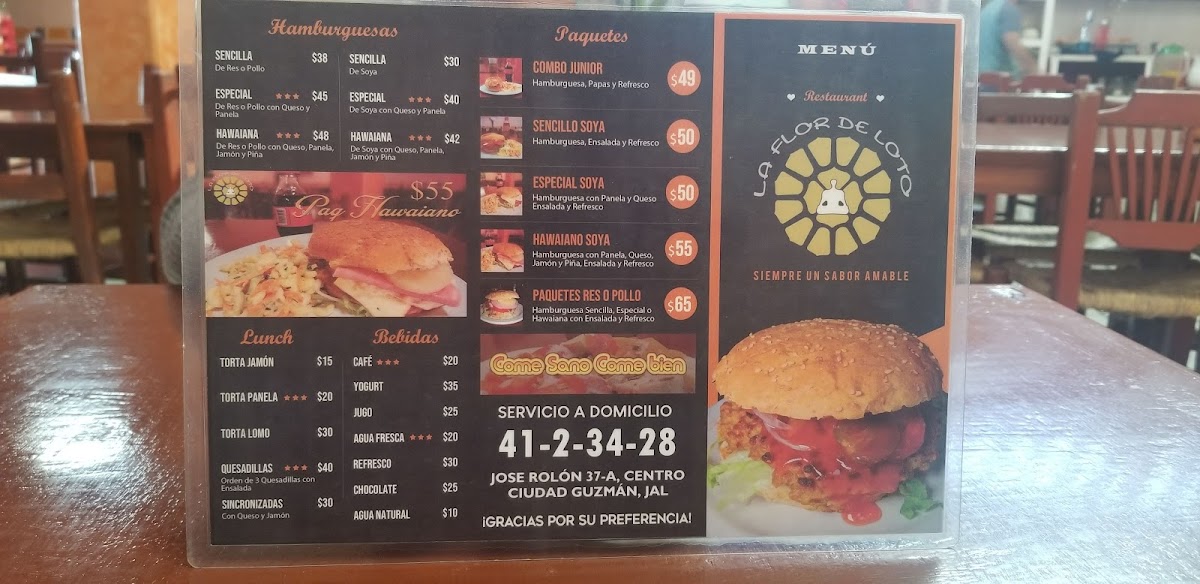 Hamburguesas
SENCILLA $38
De Res o Pollo
ESPECIAL $45
De Res o Pollo con Queso y
Panela
HAWAIANA $48
De Res o Pollo con Queso, Panela,
Jamón y Piña
SENCILLA $30
De Soya
ESPECIAL $40
De Soya con Queso y Panela
HAWAIANA $42
De Soya con Queso, Panela,
Jamón y Piña
$55
Paq Hawaiano
Lunch
TORTA JAMÓN $15
TORTA PANELA $20
TORTA LOMO $30
QUESADILLAS $40
Orden de 3 Quesadillas con
Ensalada
SINCRONIZADAS $30
Con Queso y Jamón
Bebidas
CAFÉ $20
YOGURT $35
JUGO $25
AGUA FRESCA $20
REFRESCO $30
CHOCOLATE $25
AGUA NATURAL $10
Paquetes
COMBO JUNIOR $49
Hamburguesa, Papas y Refresco
SENCILLO SOYA $50
Hamburguesa, Ensalada y Refresco
ESPECIAL SOYA $50
Hamburguesa con Panela y Queso
Ensalada y Refresco
HAWAIANO SOYA $55
Hamburguesa con Panela, Queso,
Jamón y Piña, Ensalada y Refresco
PAQUETES RES O POLLO $65
Hamburguesa Sencilla, Especial o
Hawaiana con Ensalada y Refresco
Come Sano Come bien
SERVICIO A DOMICILIO
41-2-34-28
JOSE ROLÓN 37-A, CENTRO
CIUDAD GUZMÁN, JAL
¡GRACIAS POR SU PREFERENCIA!
MENÚ
Restaurant
LA FLOR DE LOTO
SIEMPRE UN SABOR AMABLE